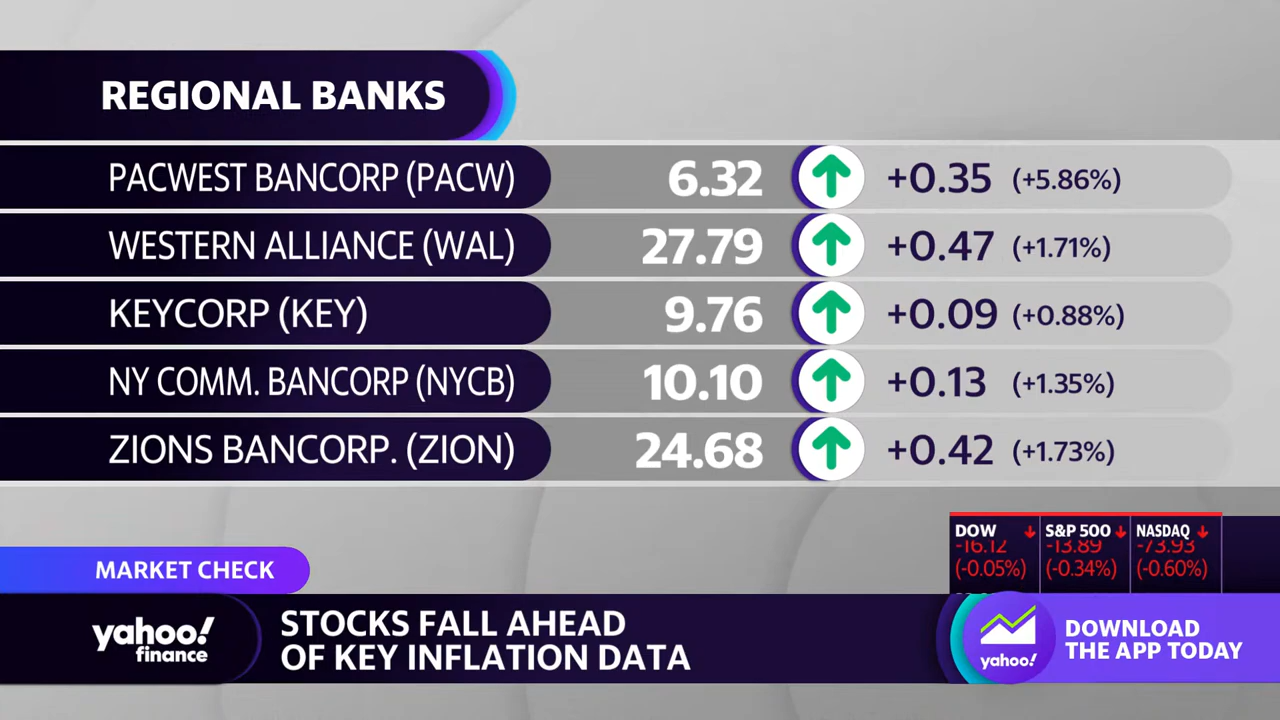 REGIONAL BANKS
PACWEST BANCORP (PACW) 6.32 +0.35 (+5.86%)
WESTERN ALLIANCE (WAL) 27.79 +0.47 (+1.71%)
KEYCORP (KEY) 9.76 +0.09 (+0.88%)
NY COMM. BANCORP (NYCB) 10.10 +0.13 (+1.35%)
ZIONS BANCORP. (ZION) 24.68 +0.42 (+1.73%)
DOW S&P 500 NASDAQ
-16.12 -13.89 -73.93
(-0.05%) (-0.34%) (-0.60%)
MARKET CHECK
yahoo!
finance
STOCKS FALL AHEAD
OF KEY INFLATION DATA
yahoo!
DOWNLOAD
THE APP TODAY